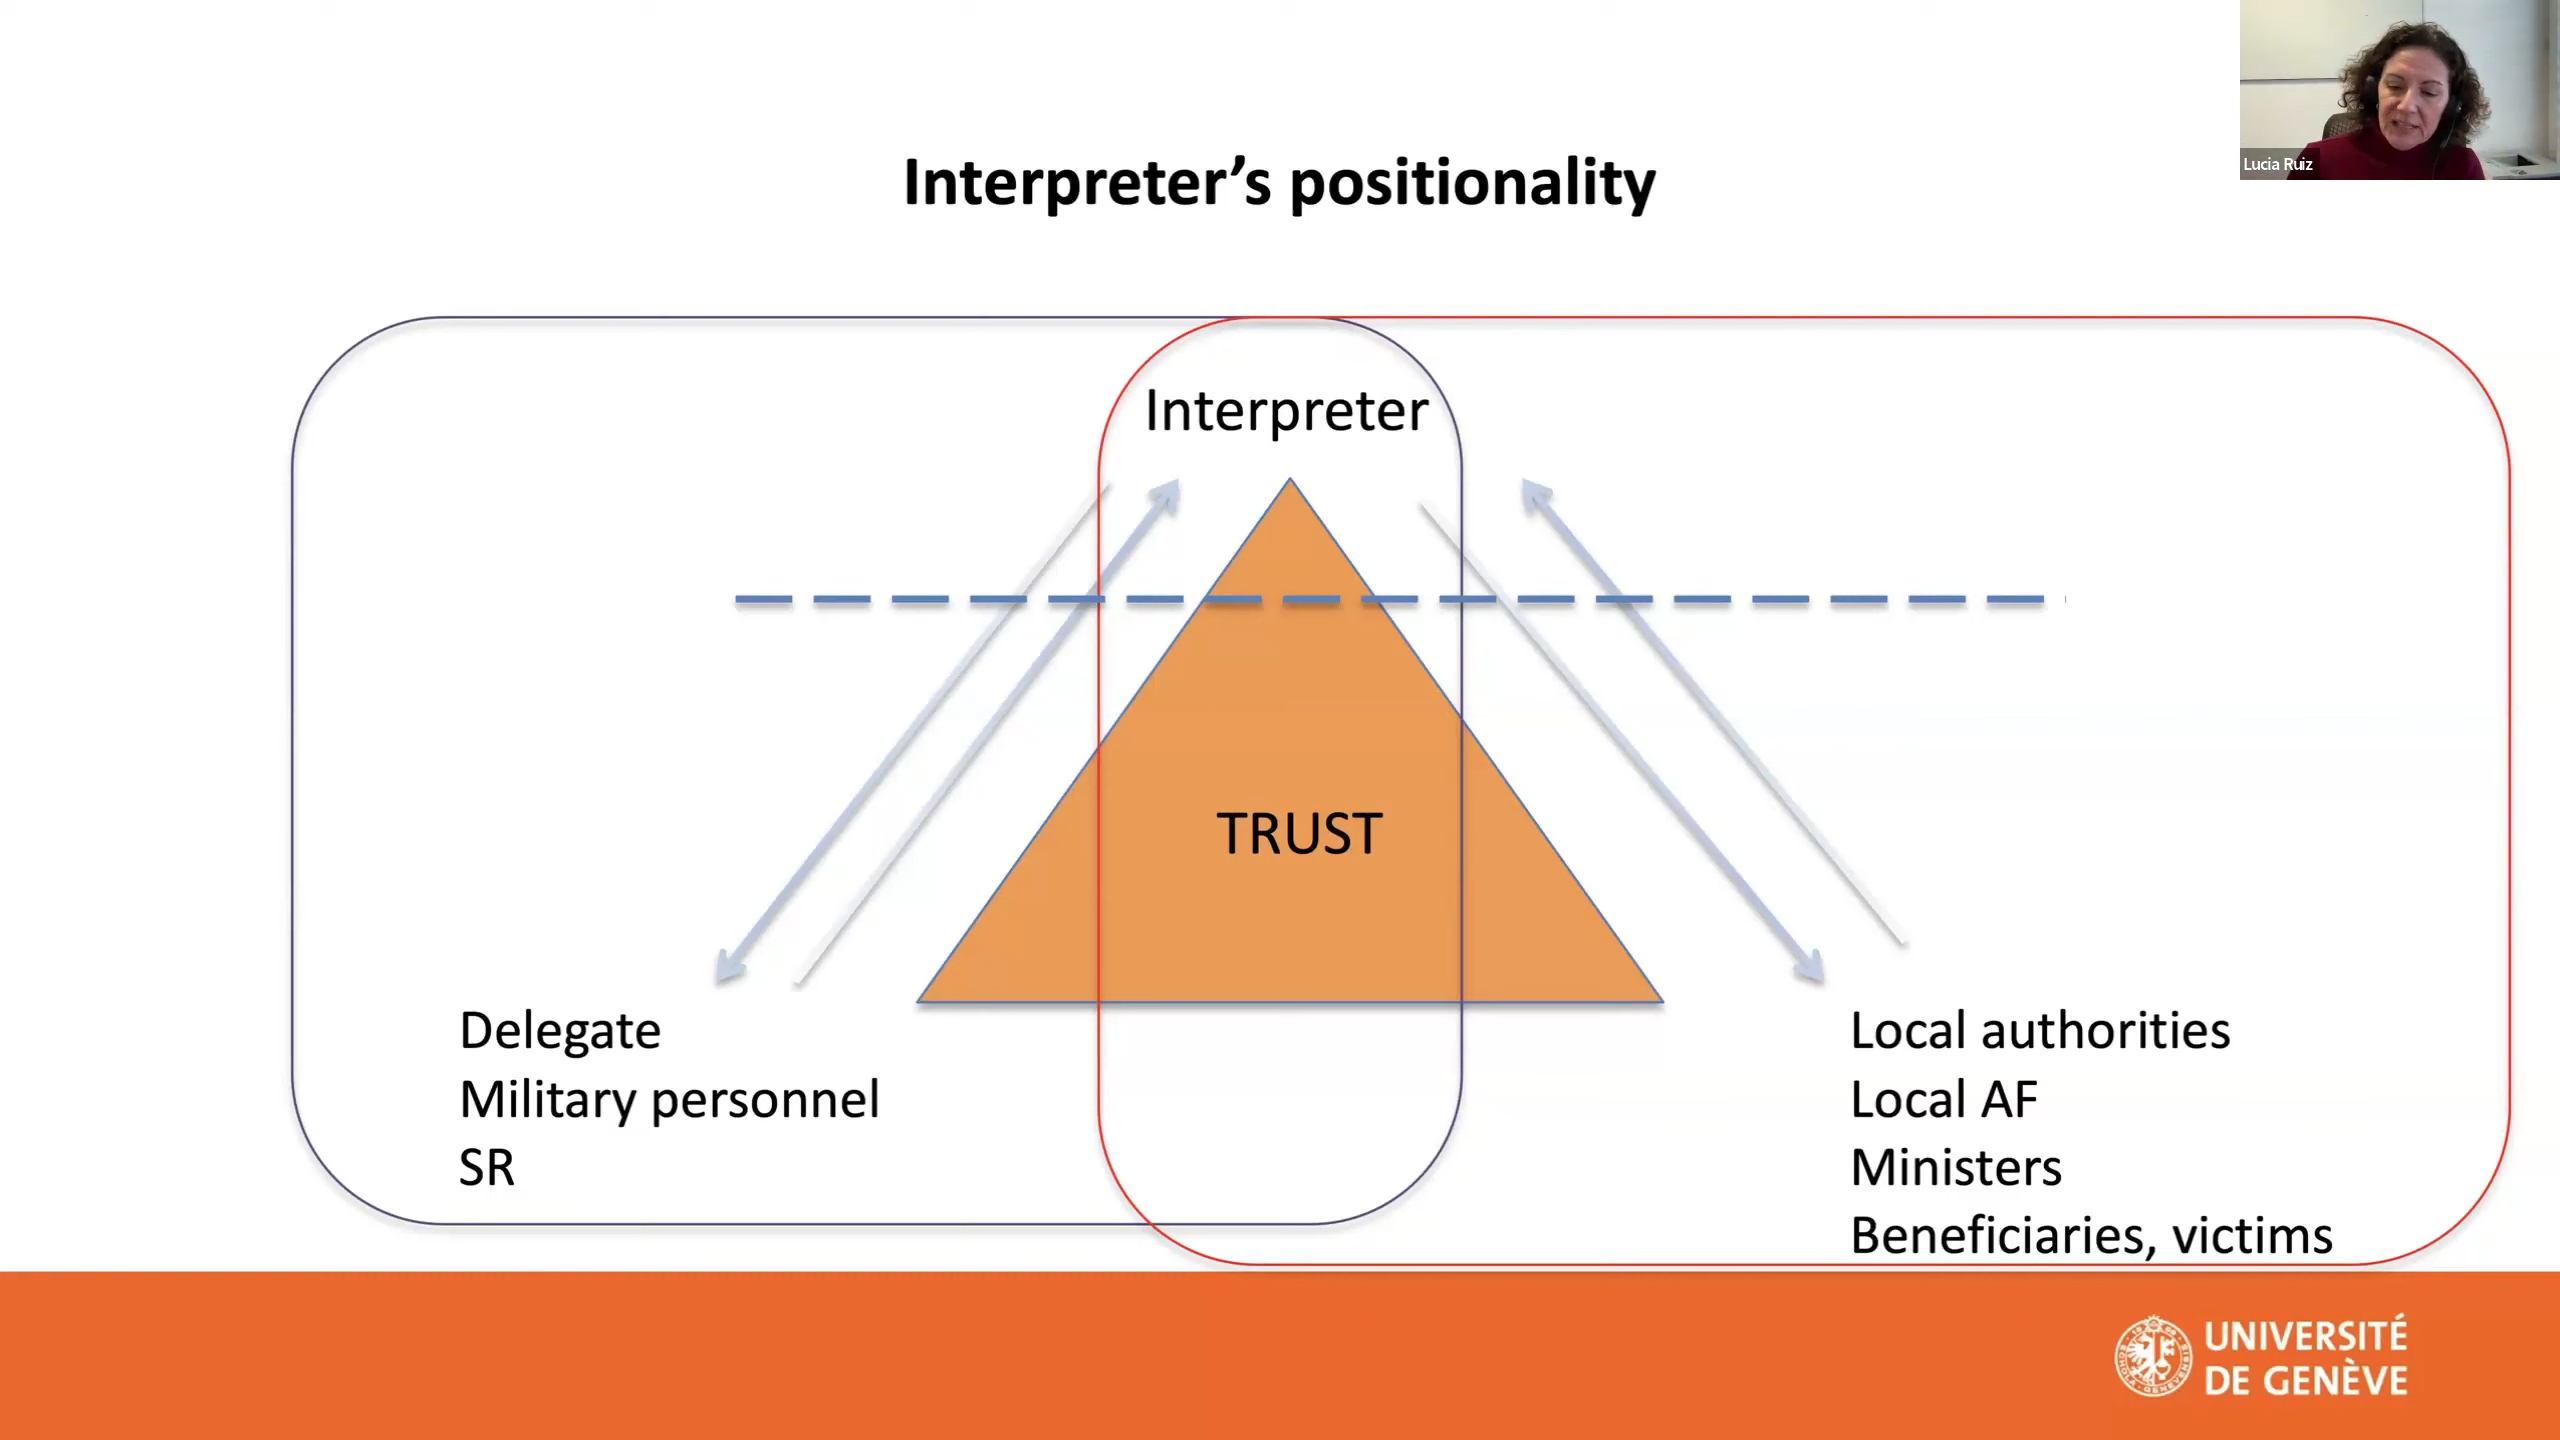 Lucia Ruiz
Interpreter’s positionality
Interpreter
TRUST
Delegate
Military personnel
SR
Local authorities
Local AF
Ministers
Beneficiaries, victims
UNIVERSITÉ
DE GENÈVE